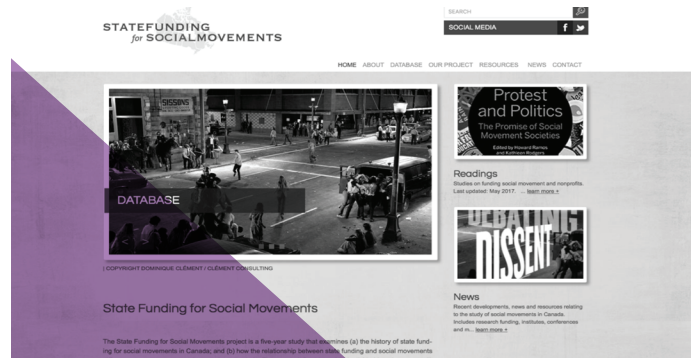 STATEFUNDING
for SOCIALMOVEMENTS
SEARCH
SOCIAL MEDIA
HOME ABOUT DATABASE OUR PROJECT RESOURCES NEWS CONTACT
SISSONS
DATABASE
| COPYRIGHT DOMINIQUE CLÉMENT / CLÉMENT CONSULTING
State Funding for Social Movements
The State Funding for Social Movements project is a five-year study that examines (a) the history of state fund-
ing for social movements in Canada; and (b) how the relationship between state funding and social movements
Protest
and Politics
The Promise of Social
Movement Societies
Edited by Howard Ramos
and Kathleen Rodgers
Readings
Studies on funding social movement and nonprofits.
Last updated: May 2017. ... learn more +
DEBATING
DISSENT
News
Recent developments, news and resources relating
to the study of social movements in Canada.
Includes research funding, institutes, conferences
and m... learn more +